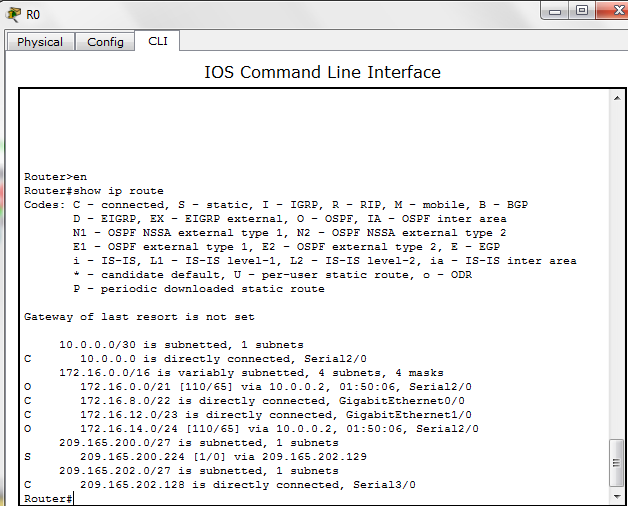 R0
Physical Config CLI
IOS Command Line Interface
Router>en
Router#show ip route
Codes: C - connected, S - static, I - IGRP, R - RIP, M - mobile, B - BGP
D - EIGRP, EX - EIGRP external, O - OSPF, IA - OSPF inter area
N1 - OSPF NSSA external type 1, N2 - OSPF NSSA external type 2
E1 - OSPF external type 1, E2 - OSPF external type 2, E - EGP
i - IS-IS, L1 - IS-IS level-1, L2 - IS-IS level-2, ia - IS-IS inter area
* - candidate default, U - per-user static route, o - ODR
P - periodic downloaded static route
Gateway of last resort is not set
10.0.0.0/30 is subnetted, 1 subnets
C 10.0.0.0 is directly connected, Serial2/0
172.16.0.0/16 is variably subnetted, 4 subnets, 4 masks
O 172.16.0.0/21 [110/65] via 10.0.0.2, 01:50:06, Serial2/0
C 172.16.8.0/22 is directly connected, GigabitEthernet0/0
C 172.16.12.0/23 is directly connected, GigabitEthernet1/0
O 172.16.14.0/24 [110/65] via 10.0.0.2, 01:50:06, Serial2/0
209.165.200.0/27 is subnetted, 1 subnets
S 209.165.200.224 [1/0] via 209.165.202.129
209.165.202.0/27 is subnetted, 1 subnets
C 209.165.202.128 is directly connected, Serial3/0
Router#